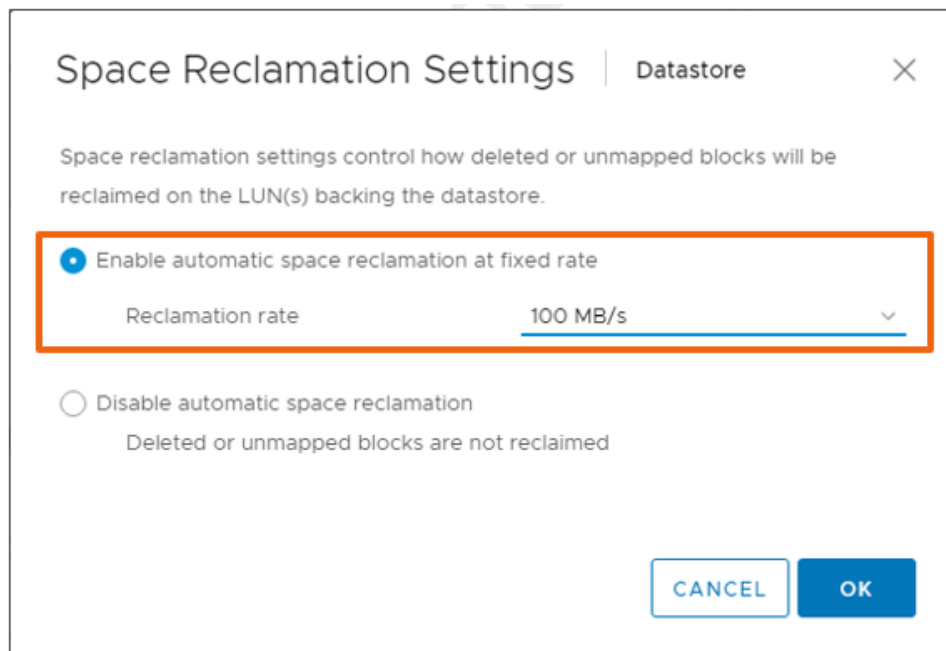 Space Reclamation Settings | Datastore
Space reclamation settings control how deleted or unmapped blocks will be
reclaimed on the LUN(s) backing the datastore.
Enable automatic space reclamation at fixed rate
Reclamation rate 100 MB/s
Disable automatic space reclamation
Deleted or unmapped blocks are not reclaimed
CANCEL OK